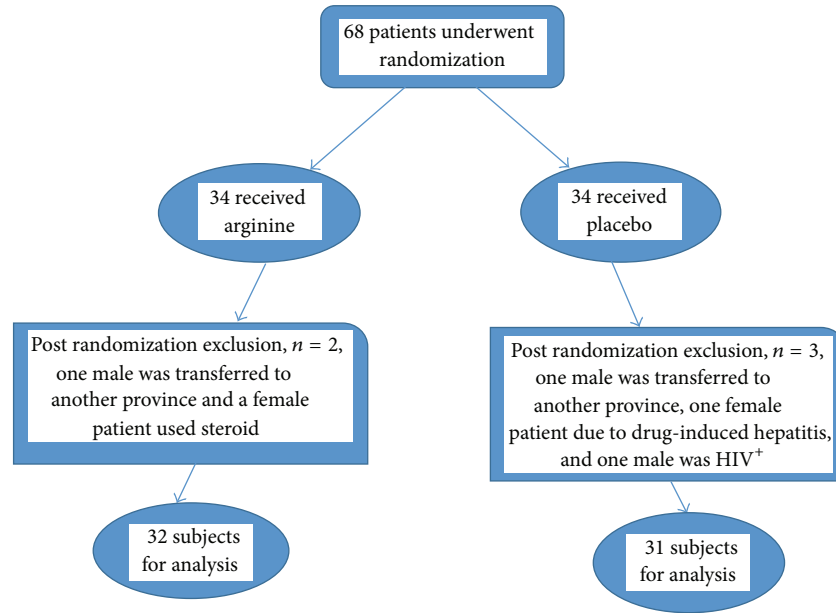 68 patients underwent
randomization
34 received
arginine
34 received
placebo
Post randomization exclusion, n = 2,
one male was transferred to
another province and a female
patient used steroid
Post randomization exclusion, n = 3,
one male was transferred to
another province, one female
patient due to drug-induced hepatitis,
and one male was HIV⁺
32 subjects
for analysis
31 subjects
for analysis